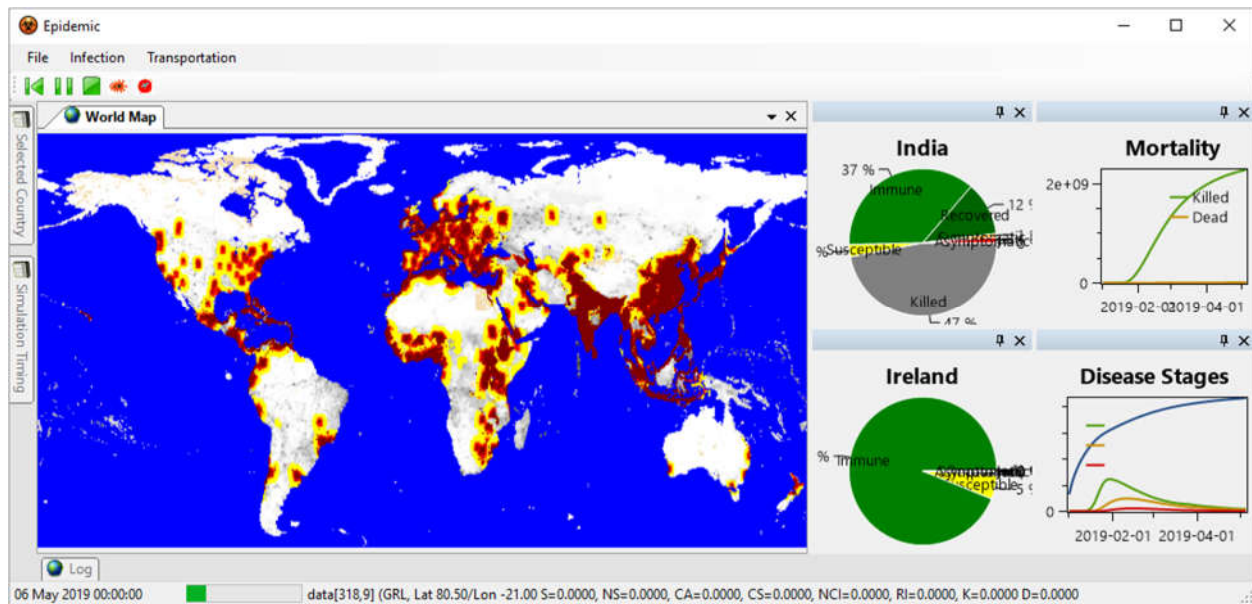 Epidemic
File Infection Transportation
World Map
Selected Country
Simulation Timing
India
37 %
Immune
12 %
Recovered
Susceptible
%
Killed
47 %
Mortality
2e+09
Killed
Dead
0
2019-04-01
Ireland
% Immune
Susceptible
5 %
Disease Stages
0
2019-02-01 2019-04-01
Log
06 May 2019 00:00:00
data[318,9] (GRL, Lat 80.50/Lon -21.00 S=0.0000, NS=0.0000, CA=0.0000, CS=0.0000, NCI=0.0000, RI=0.0000, K=0.0000 D=0.0000